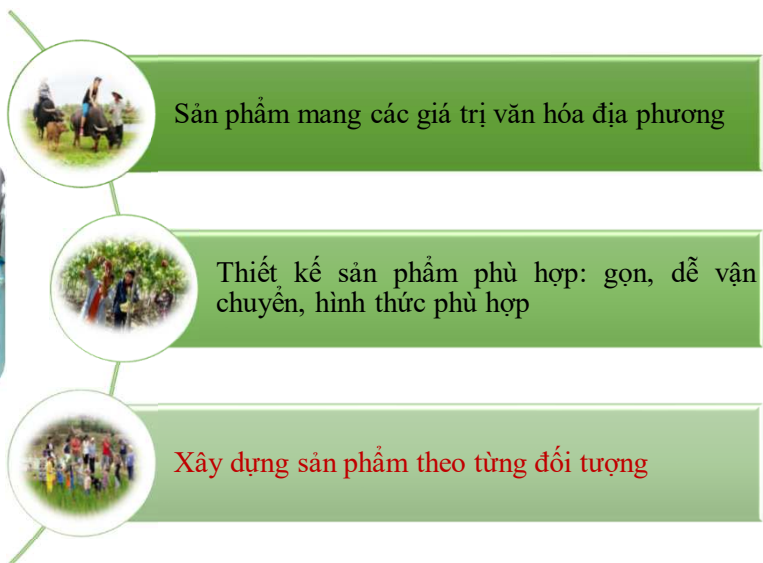 Sản phẩm mang các giá trị văn hóa địa phương
Thiết kế sản phẩm phù hợp: gọn, dễ vận
chuyển, hình thức phù hợp
Xây dựng sản phẩm theo từng đối tượng